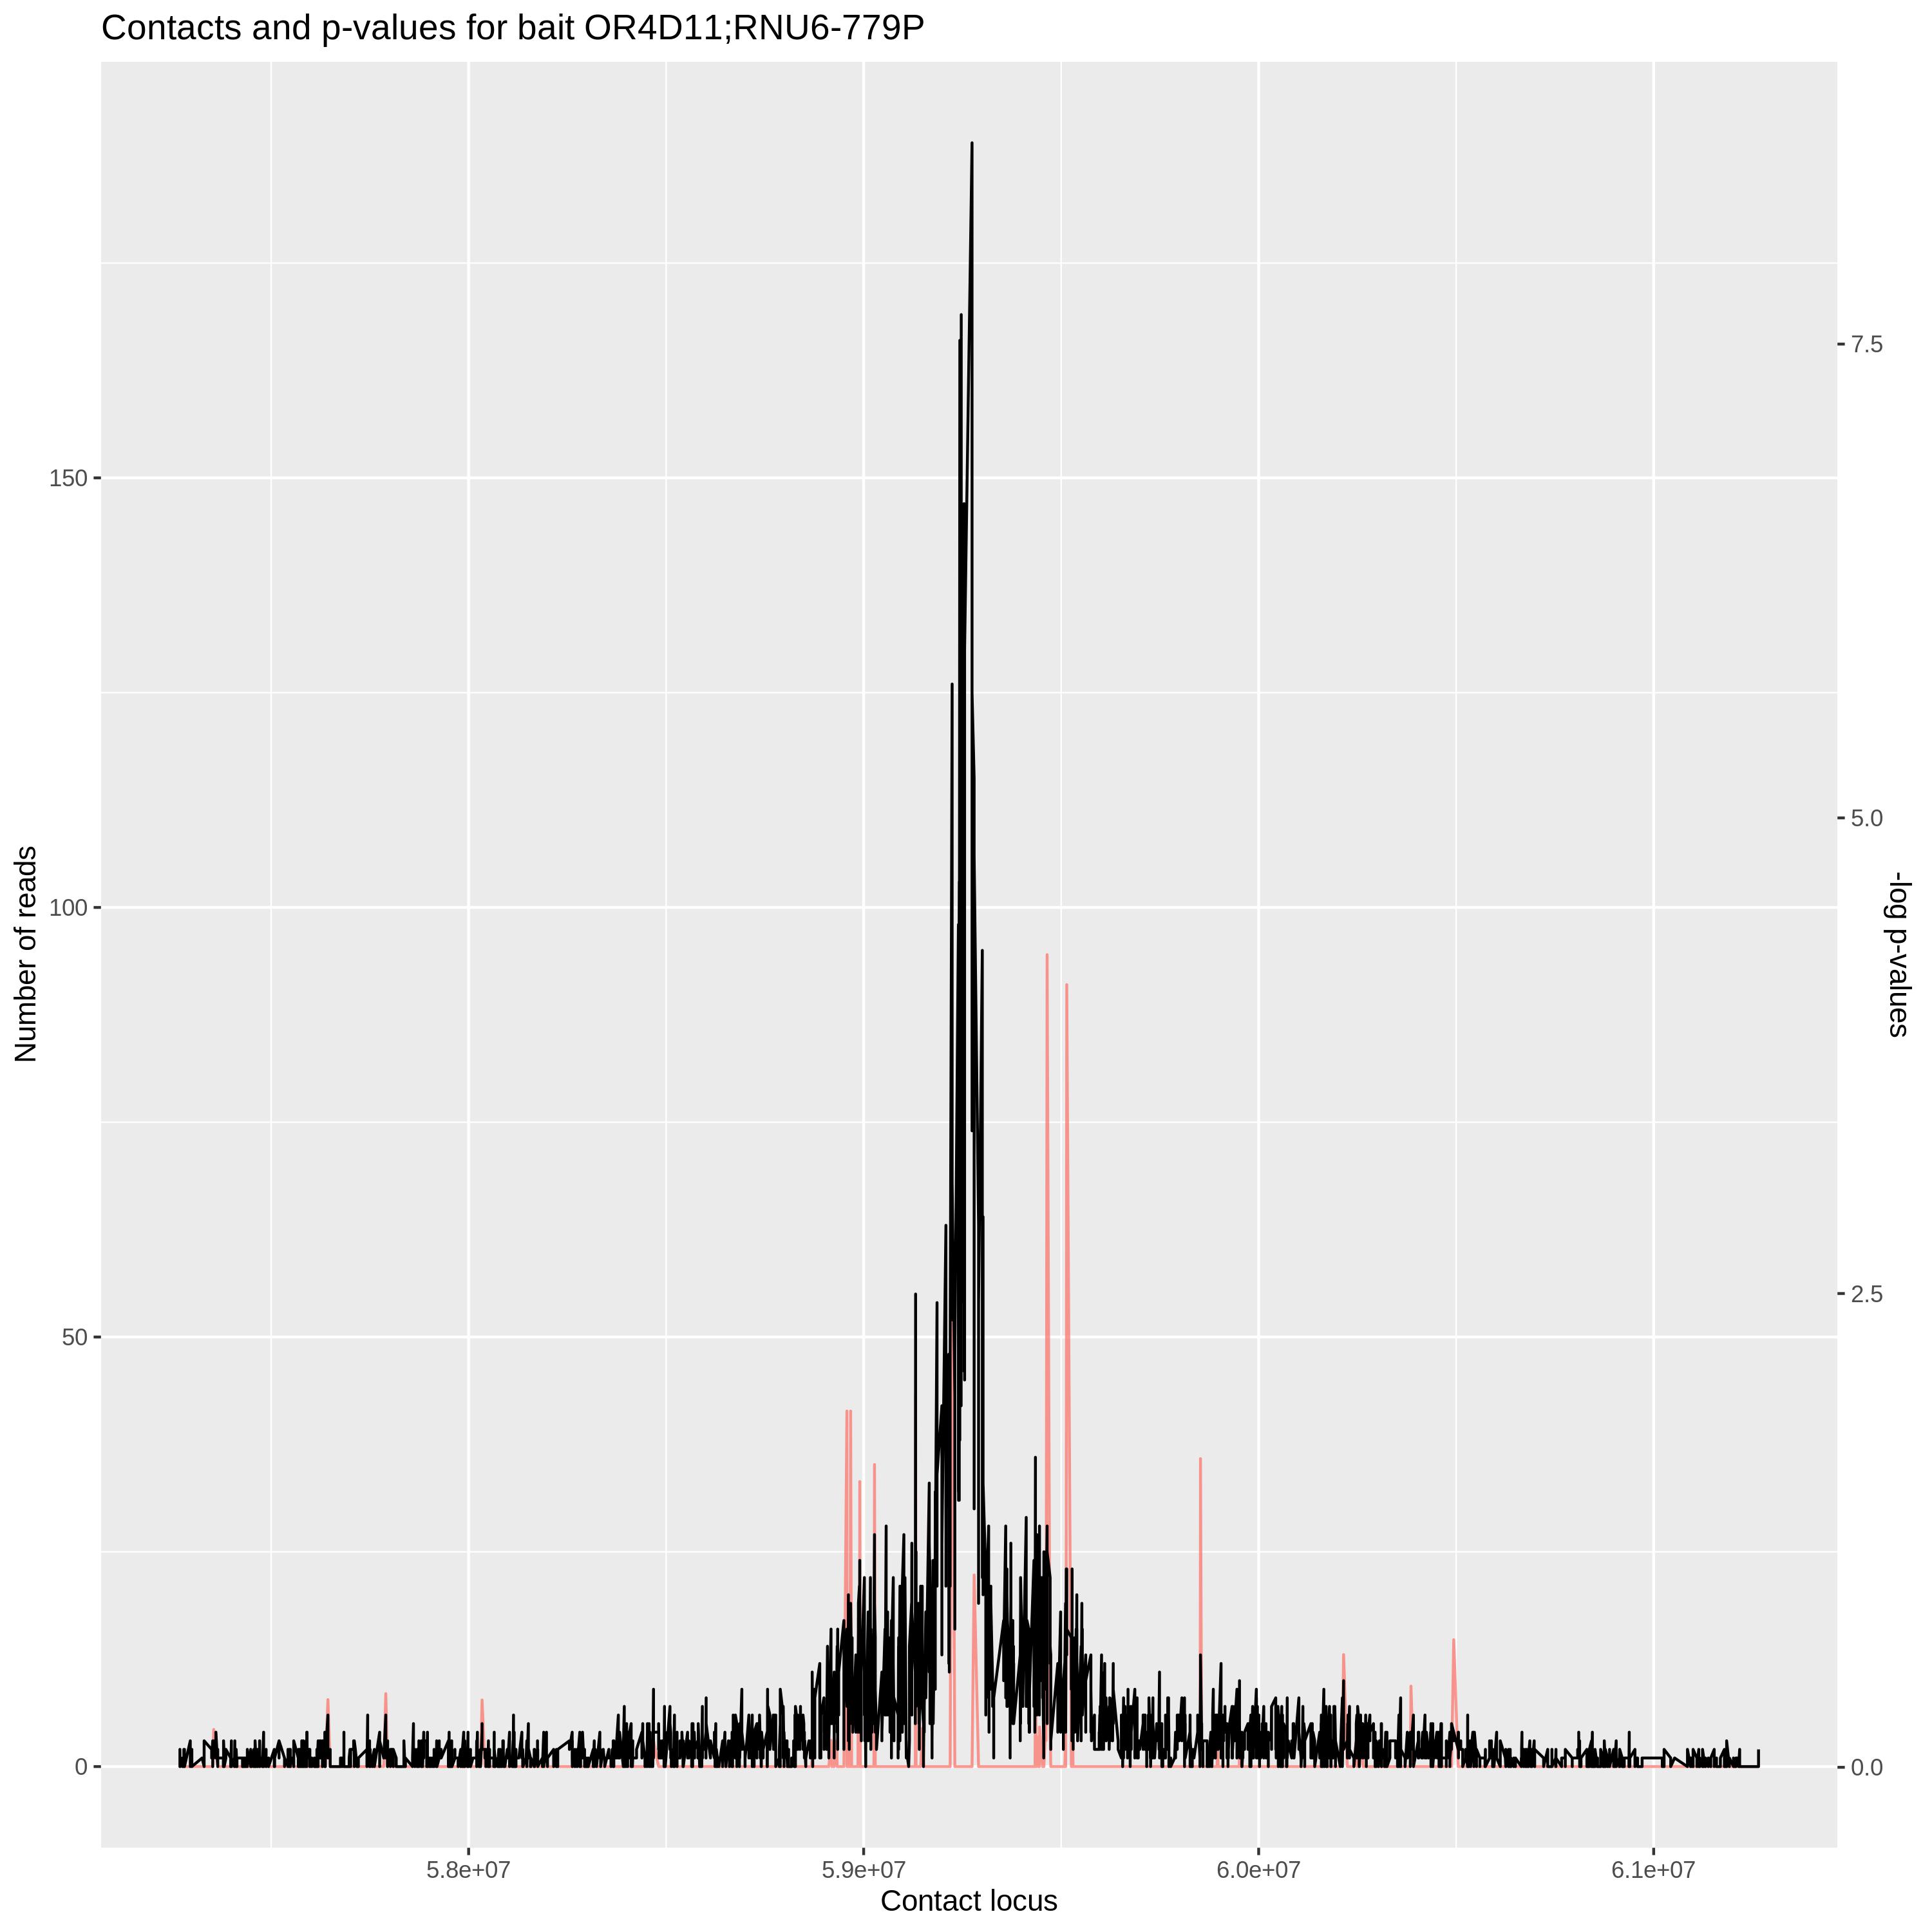 Contacts and p-values for bait OR4D11;RNU6-779P
150
100
50
0
Number of reads
7.5
5.0
2.5
0.0
-log p-values
5.8e+07
5.9e+07
6.0e+07
6.1e+07
Contact locus